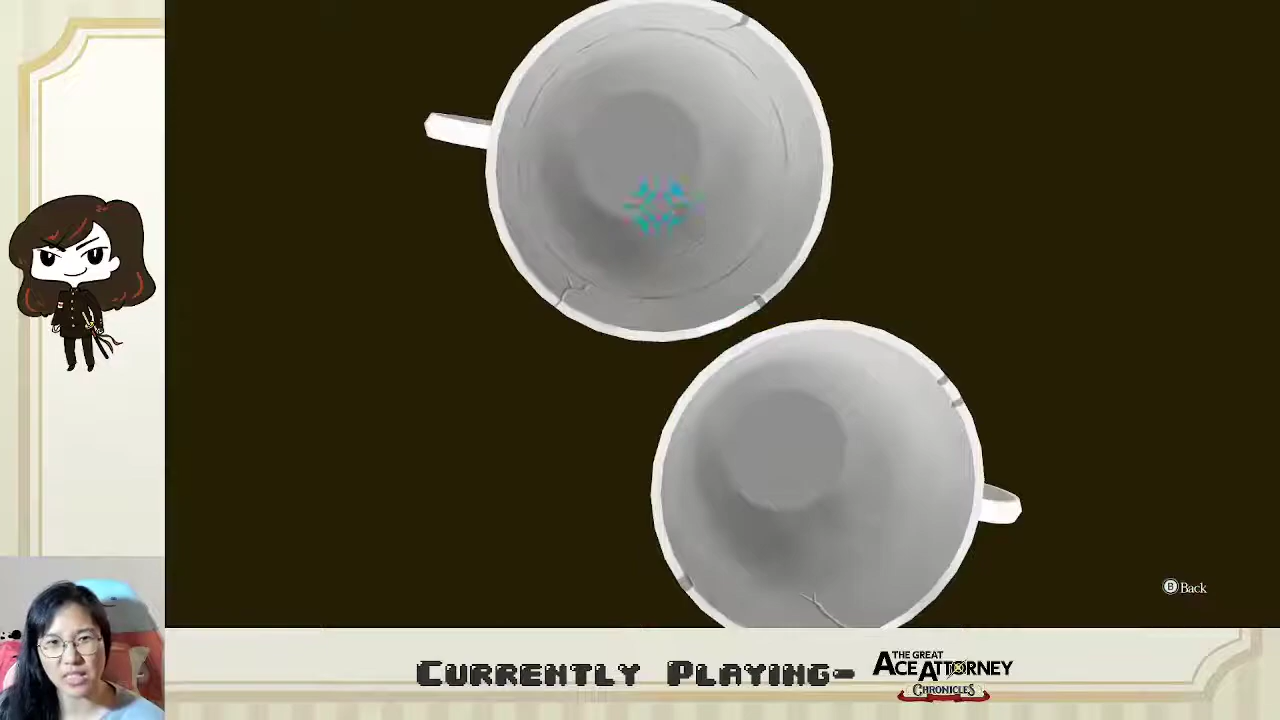 B Back
CURRENTLY PLAYING-
THE GREAT
ACE ATTORNEY
CHRONICLES